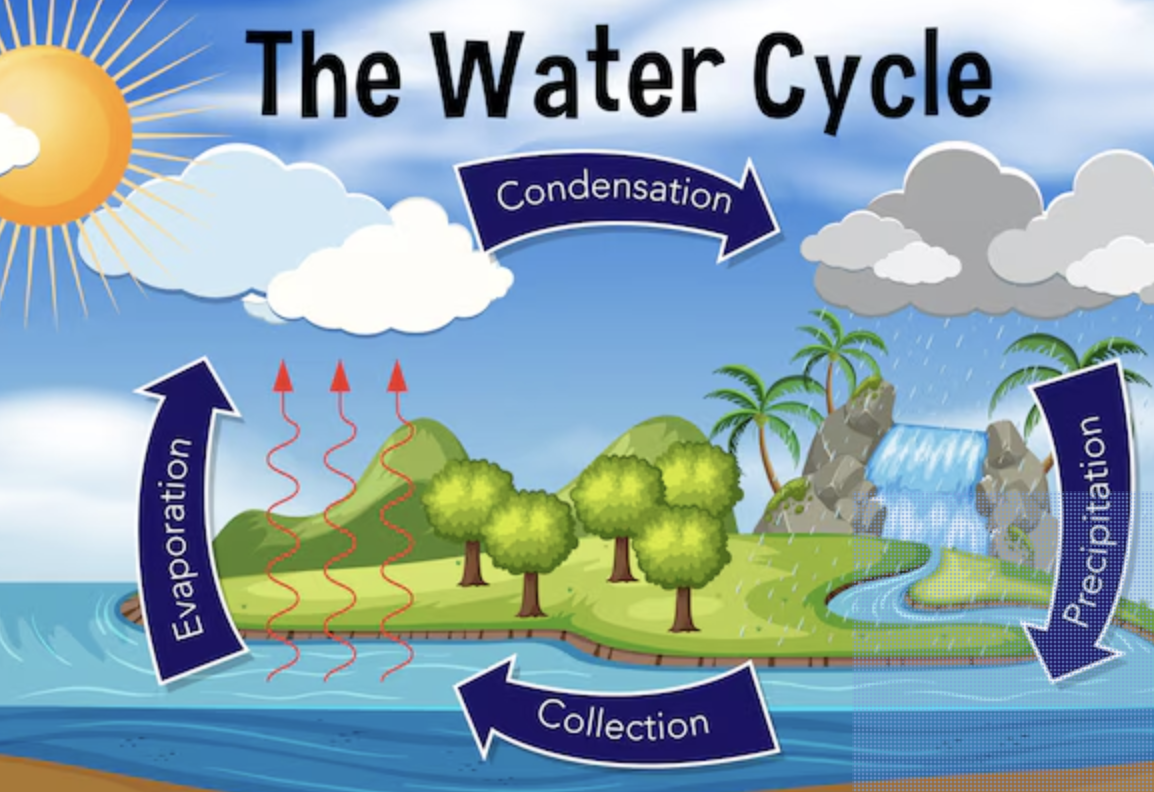 The Water Cycle
Condensation
Evaporation
Precipitation
Collection